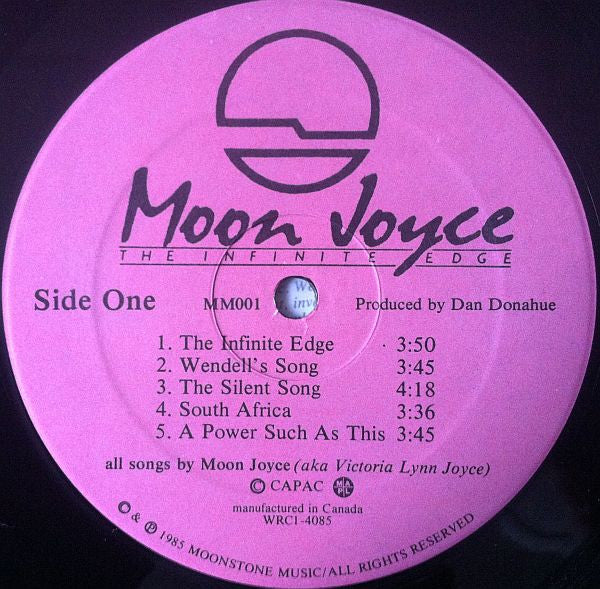 Moon Joyce
THE INFINITE EDGE
Side One MM001 Produced by Dan Donahue
1. The Infinite Edge 3:50
2. Wendell's Song 3:45
3. The Silent Song 4:18
4. South Africa 3:36
5. A Power Such As This 3:45
all songs by Moon Joyce (aka Victoria Lynn Joyce)
© CAPAC MAPL
manufactured in Canada
WRC1-4085
© & ℗ 1985 MOONSTONE MUSIC/ALL RIGHTS RESERVED